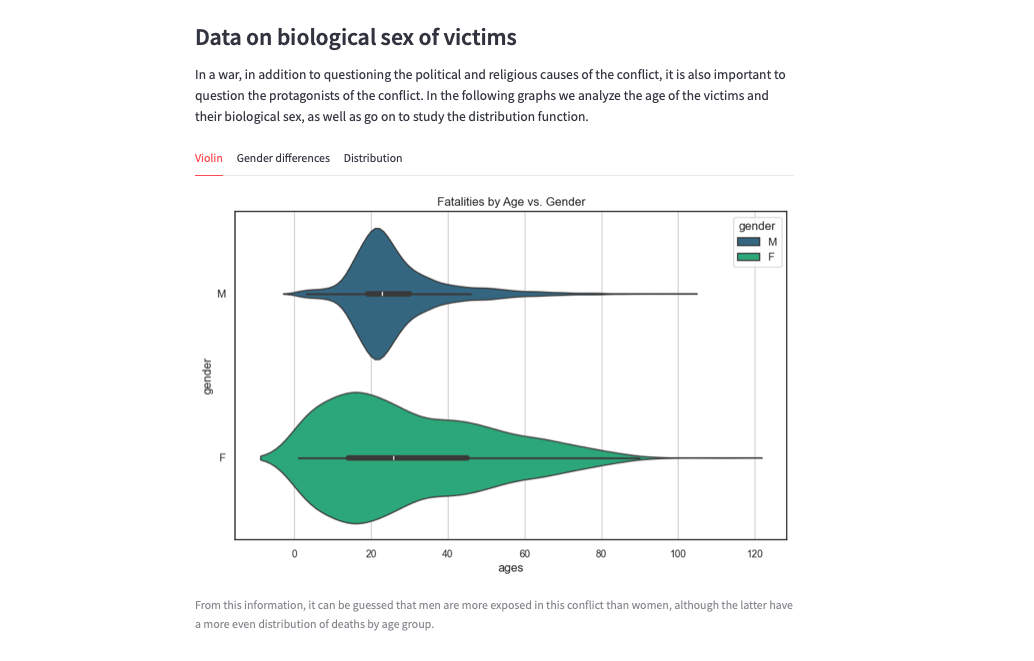 Data on biological sex of victims
In a war, in addition to questioning the political and religious causes of the conflict, it is also important to
question the protagonists of the conflict. In the following graphs we analyze the age of the victims and
their biological sex, as well as go on to study the distribution function.
Violin Gender differences Distribution
Fatalities by Age vs. Gender
gender
M
F
M
gender
F
0 20 40 60 80 100 120
ages
From this information, it can be guessed that men are more exposed in this conflict than women, although the latter have
a more even distribution of deaths by age group.